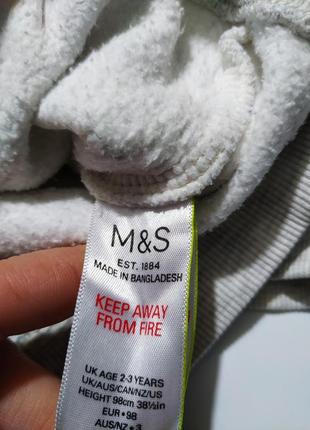 M&S
EST. 1884
MADE IN BANGLADESH
KEEP AWAY
FROM FIRE
UK AGE 2-3 YEARS
UK/AUS/CAN/NZ/US
HEIGHT 98cm 38½in
EUR • 98
AUS/NZ • 3